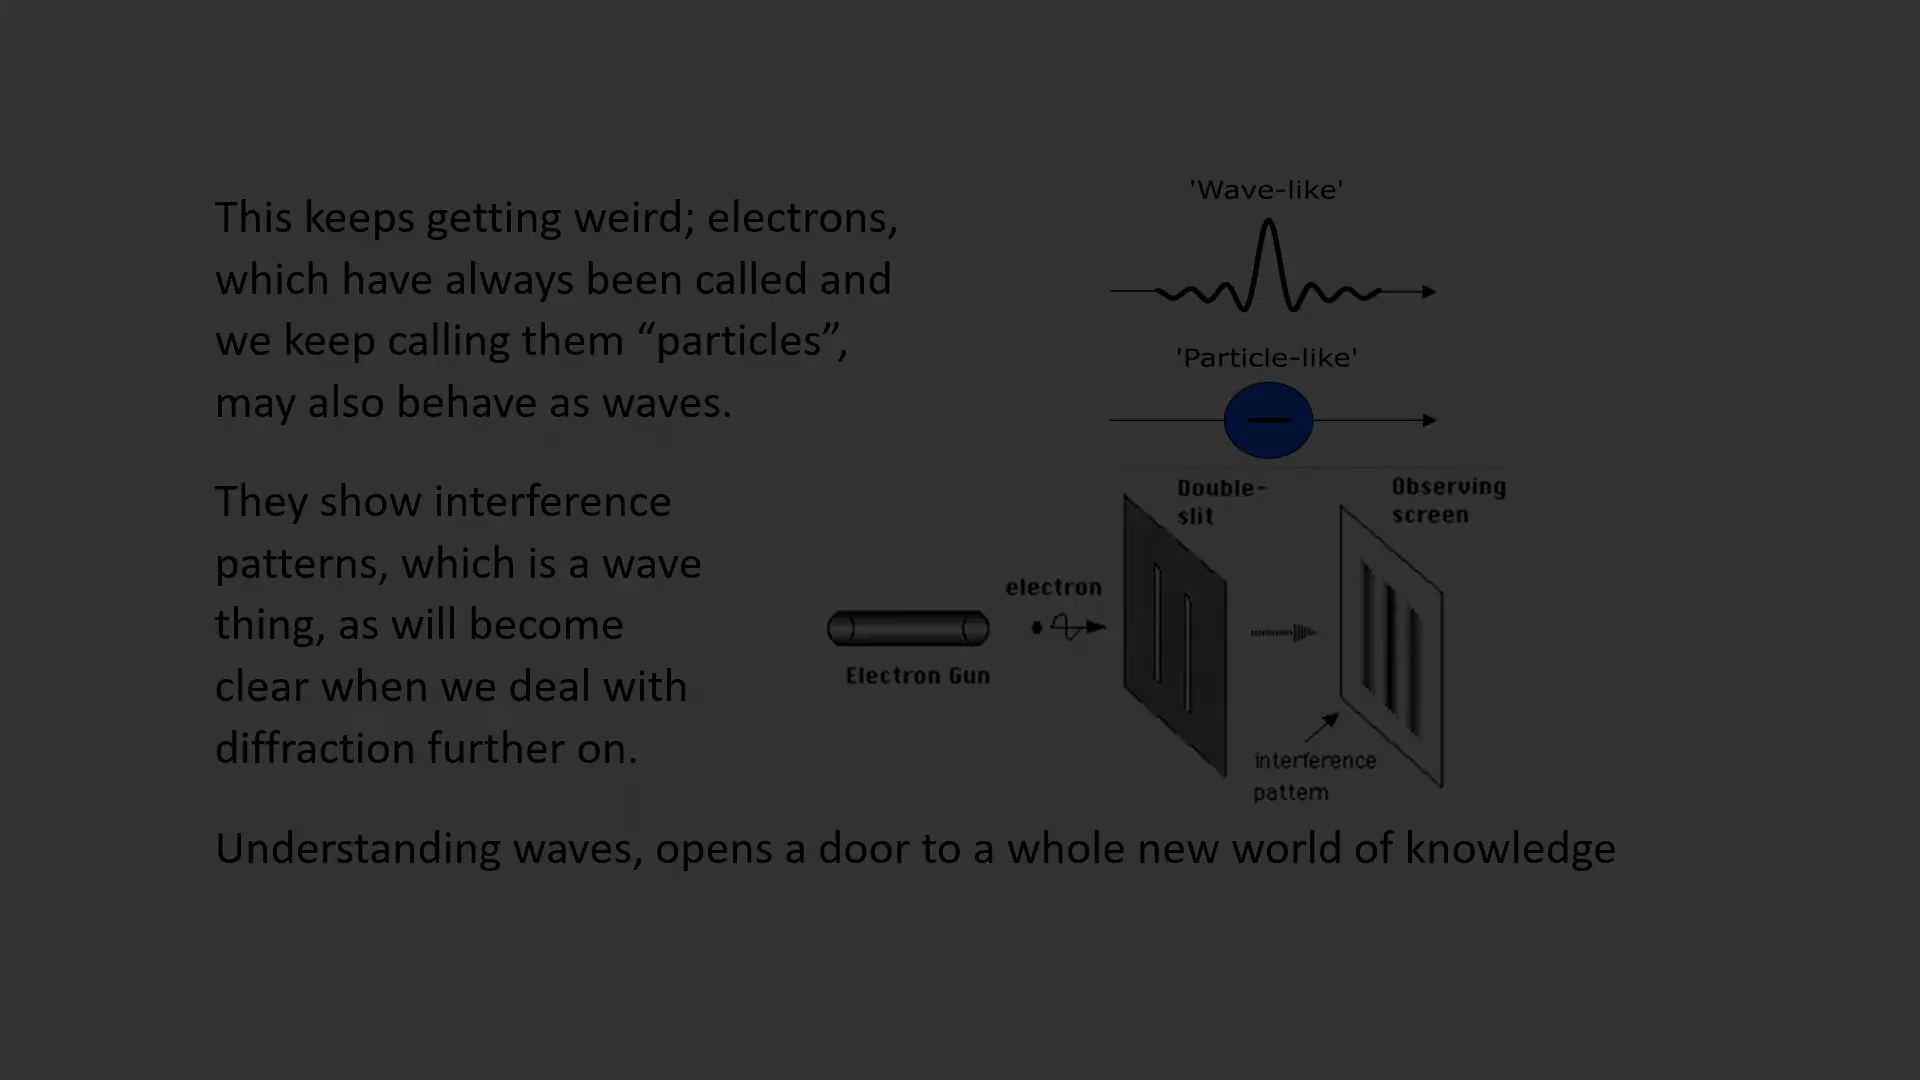 This keeps getting weird; electrons,
which have always been called and
we keep calling them “particles”,
may also behave as waves.
They show interference
patterns, which is a wave
thing, as will become
clear when we deal with
diffraction further on.
'Wave-like'
'Particle-like'
Double-
slit
Observing
screen
electron
Electron Gun
interference
pattern
Understanding waves, opens a door to a whole new world of knowledge